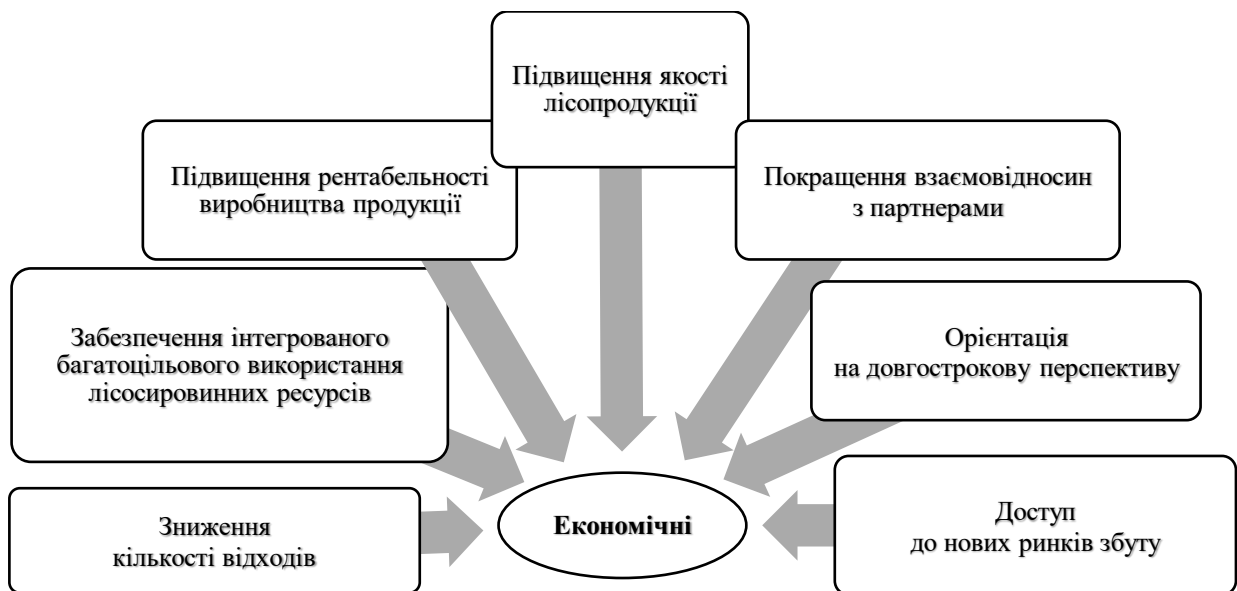 Підвищення якості
лісопродукції
Підвищення рентабельності
виробництва продукції
Покращення взаємовідносин
з партнерами
Забезпечення інтегрованого
багатоцільового використання
лісосировинних ресурсів
Орієнтація
на довгострокову перспективу
Зниження
кількості відходів
Економічні
Доступ
до нових ринків збуту